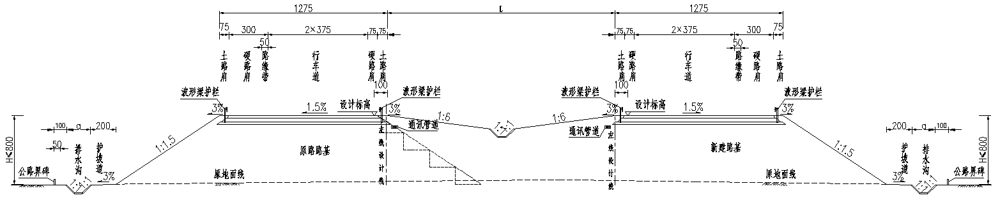 1275 L 1275
75 300 2×375 75 75 75 75 2×375 300 75
50 50
土路肩 硬路肩 路缘带 行车道 硬路肩 土路肩 土路肩 硬路肩 行车道 路缘带 硬路肩 土路肩
100 100
波形梁护栏 设计标高 波形梁护栏 波形梁护栏 设计标高 波形梁护栏
3% 1.5% 3% 3% 1.5% 3%
1:6 1:1 1:6
100 a 200 通讯管道 通讯管道 200 a 100
50
H≤800 排水沟 护坡道 1:1.5 原路路基 左线设计线 左线设计线 新建路基 1:1.5 护坡道 排水沟 H≤800
公路界碑 3% 原地面线 原地面线 3% 公路界碑
1:1 1:1